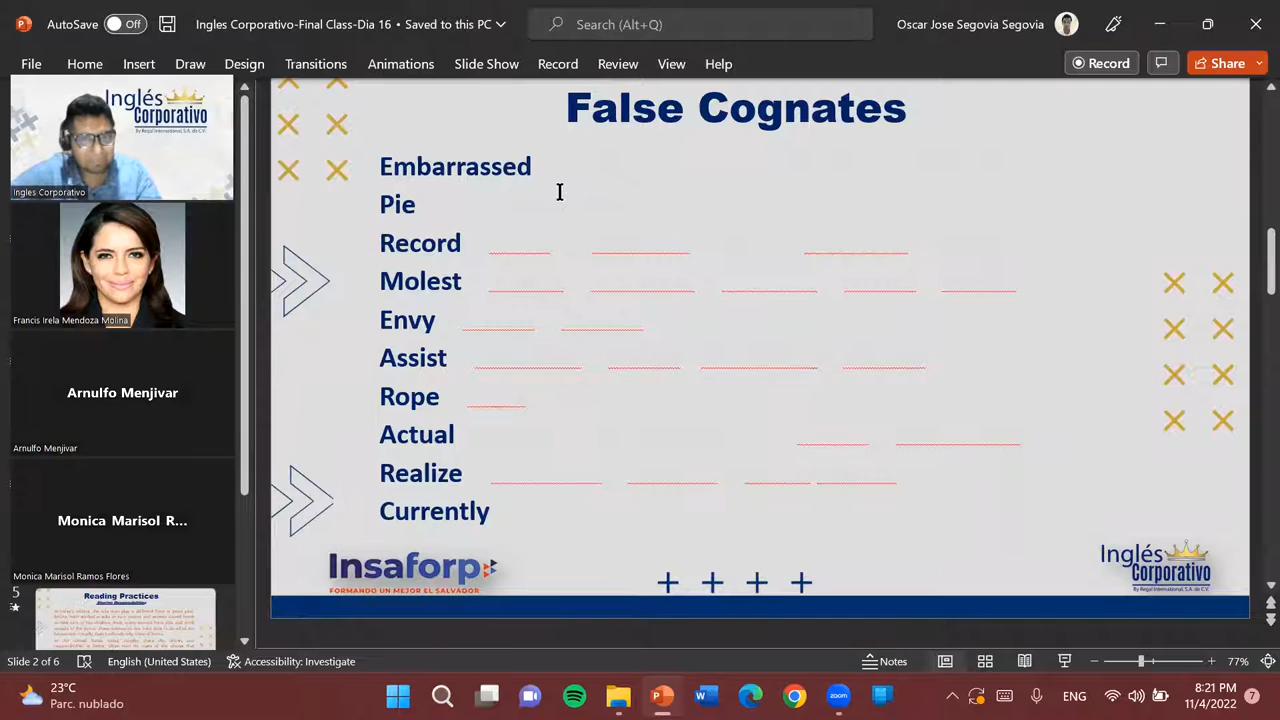 AutoSave Off Ingles Corporativo-Final Class-Dia 16 • Saved to this PC Search (Alt+Q) Oscar Jose Segovia Segovia
File Home Insert Draw Design Transitions Animations Slide Show Record Review View Help Record Share
Inglés
Corporativo
By Regal International, S.A. de C.V.
Ingles Corporativo
Francis Irela Mendoza Molina
Arnulfo Menjivar
Arnulfo Menjivar
Monica Marisol R...
Monica Marisol Ramos Flores
5
Reading Practices
False Cognates
Embarrassed
Pie
Record
Molest
Envy
Assist
Rope
Actual
Realize
Currently
Insaforp
FORMANDO UN MEJOR EL SALVADOR
Inglés
Corporativo
Slide 2 of 6 English (United States) Accessibility: Investigate Notes 77%
23°C
Parc. nublado
zoom
ENG
8:21 PM
11/4/2022
7